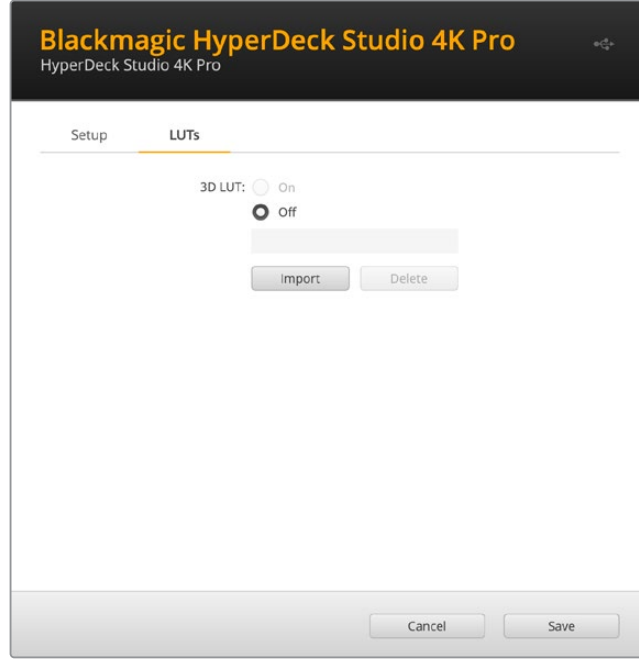 Blackmagic HyperDeck Studio 4K Pro
HyperDeck Studio 4K Pro
Setup LUTs
3D LUT: On
Off
Import Delete
Cancel Save